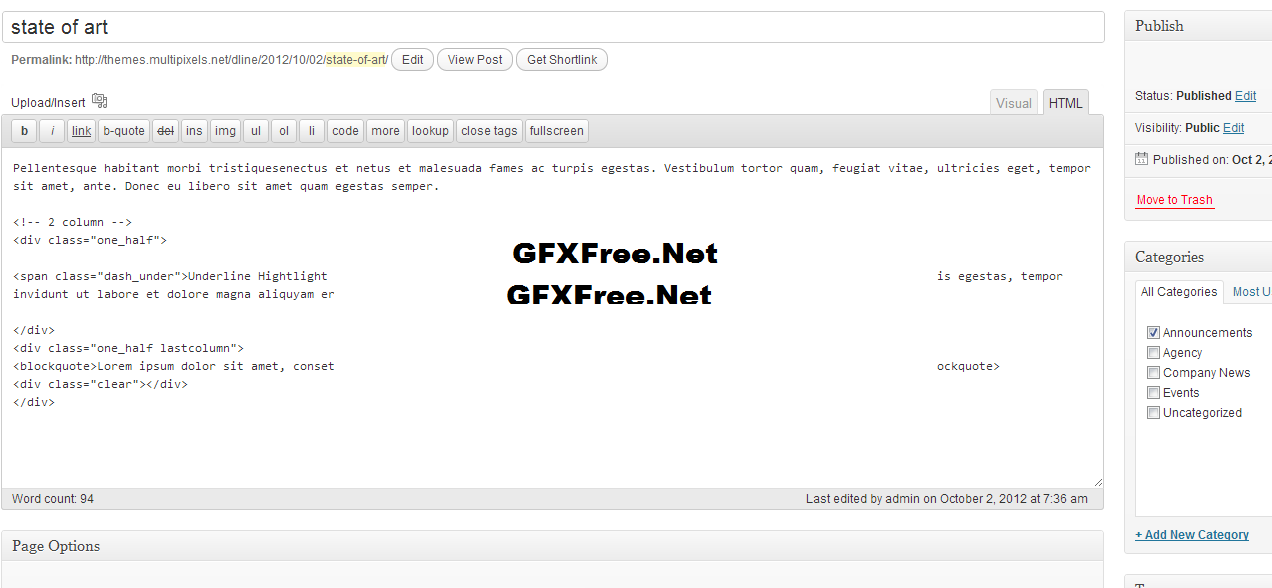 state of art
Permalink: http://themes.multipixels.net/dline/2012/10/02/state-of-art/ Edit View Post Get Shortlink
Upload/Insert
Visual HTML
b i link b-quote del ins img ul ol li code more lookup close tags fullscreen
Pellentesque habitant morbi tristiquesenectus et netus et malesuada fames ac turpis egestas. Vestibulum tortor quam, feugiat vitae, ultricies eget, tempor
sit amet, ante. Donec eu libero sit amet quam egestas semper.
<!-- 2 column -->
<div class="one_half">
GFXFree.Net
<span class="dash_under">Underline Hightlight is egestas, tempor
invidunt ut labore et dolore magna aliquyam er
GFXFree.Net
</div>
<div class="one_half lastcolumn">
<blockquote>Lorem ipsum dolor sit amet, conset ockquote>
<div class="clear"></div>
</div>
Word count: 94
Last edited by admin on October 2, 2012 at 7:36 am
Page Options
Publish
Status: Published Edit
Visibility: Public Edit
Published on: Oct 2, 2
Move to Trash
Categories
All Categories Most U
Announcements
Agency
Company News
Events
Uncategorized
+ Add New Category